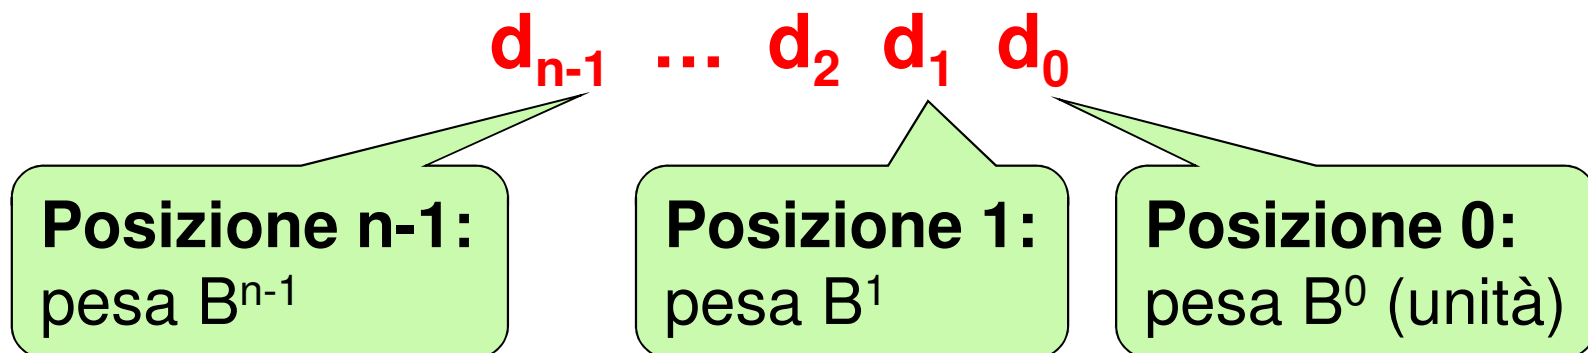 dₙ₋₁ … d₂ d₁ d₀
Posizione n-1:
pesa Bⁿ⁻¹
Posizione 1:
pesa B¹
Posizione 0:
pesa B⁰ (unità)